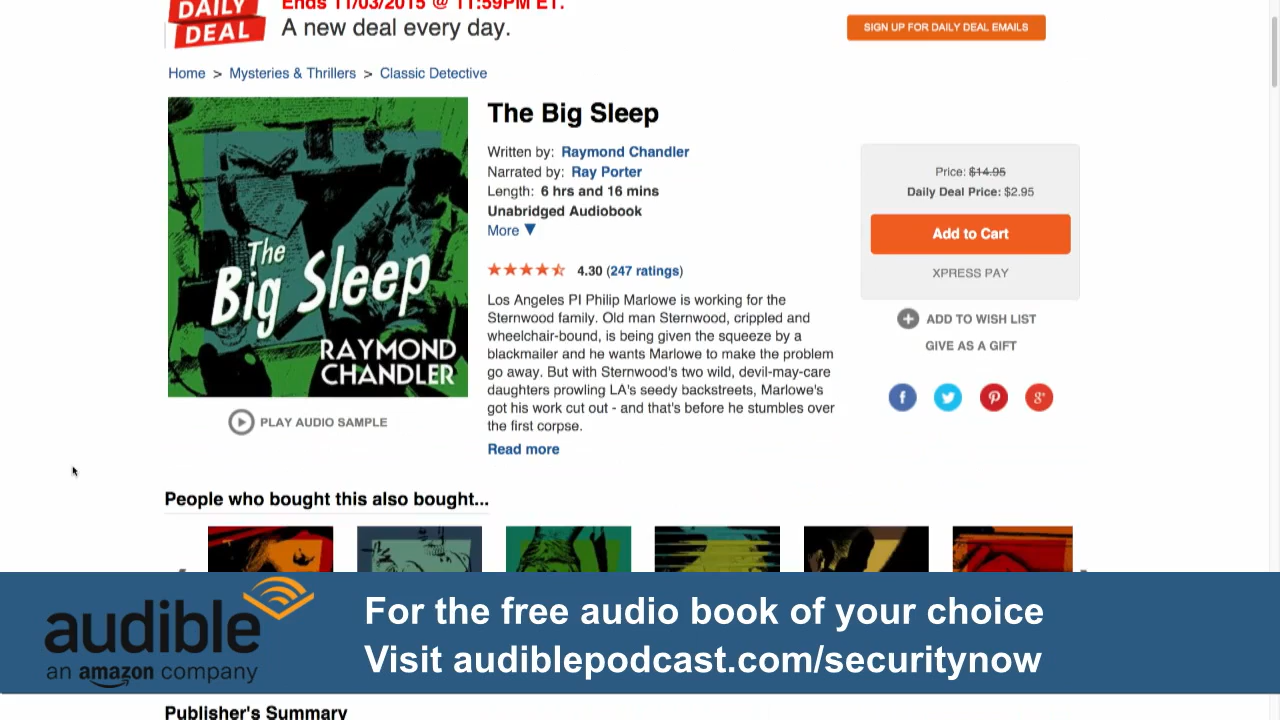 DAILY
DEAL
Ends 11/03/2015 @ 11:59PM ET.
A new deal every day.
SIGN UP FOR DAILY DEAL EMAILS
Home > Mysteries & Thrillers > Classic Detective
The
Big Sleep
RAYMOND
CHANDLER
PLAY AUDIO SAMPLE
The Big Sleep
Written by: Raymond Chandler
Narrated by: Ray Porter
Length: 6 hrs and 16 mins
Unabridged Audiobook
More
4.30 (247 ratings)
Los Angeles PI Philip Marlowe is working for the
Sternwood family. Old man Sternwood, crippled and
wheelchair-bound, is being given the squeeze by a
blackmailer and he wants Marlowe to make the problem
go away. But with Sternwood's two wild, devil-may-care
daughters prowling LA's seedy backstreets, Marlowe's
got his work cut out - and that's before he stumbles over
the first corpse.
Read more
Price: $14.95
Daily Deal Price: $2.95
Add to Cart
XPRESS PAY
ADD TO WISH LIST
GIVE AS A GIFT
f
g+
People who bought this also bought...
audible
an amazon company
For the free audio book of your choice
Visit audiblepodcast.com/securitynow
Publisher's Summary